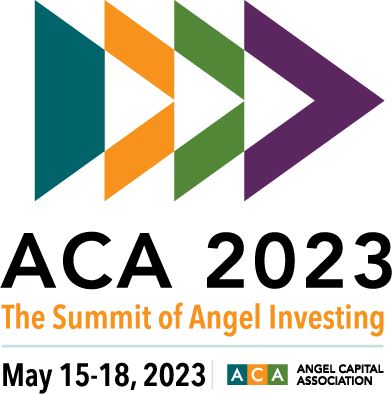 ACA 2023
The Summit of Angel Investing
May 15-18, 2023
ACA
ANGEL CAPITAL
ASSOCIATION